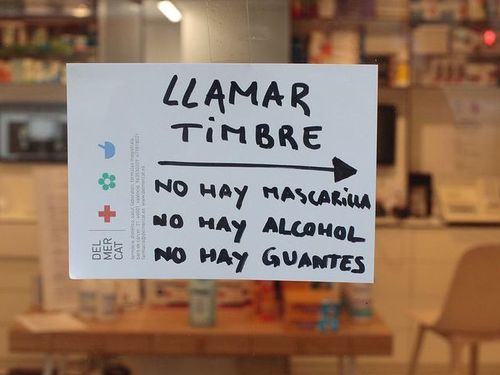 LLAMAR
TIMBRE
NO HAY MASCARILLA
NO HAY ALCOHOL
NO HAY GUANTES
DEL
MER
CAT